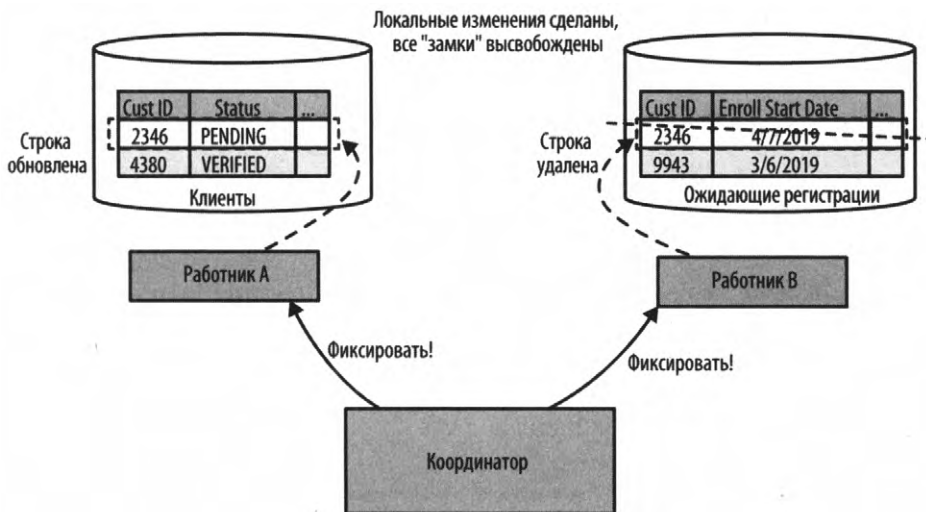 Локальные изменения сделаны,
все "замки" высвобождены
Cust ID Status ...
2346 PENDING
4380 VERIFIED
Клиенты
Строка
обновлена
Cust ID Enroll Start Date ...
2346 4/7/2019
9943 3/6/2019
Ожидающие регистрации
Строка
удалена
Работник А
Работник В
Фиксировать!
Фиксировать!
Координатор